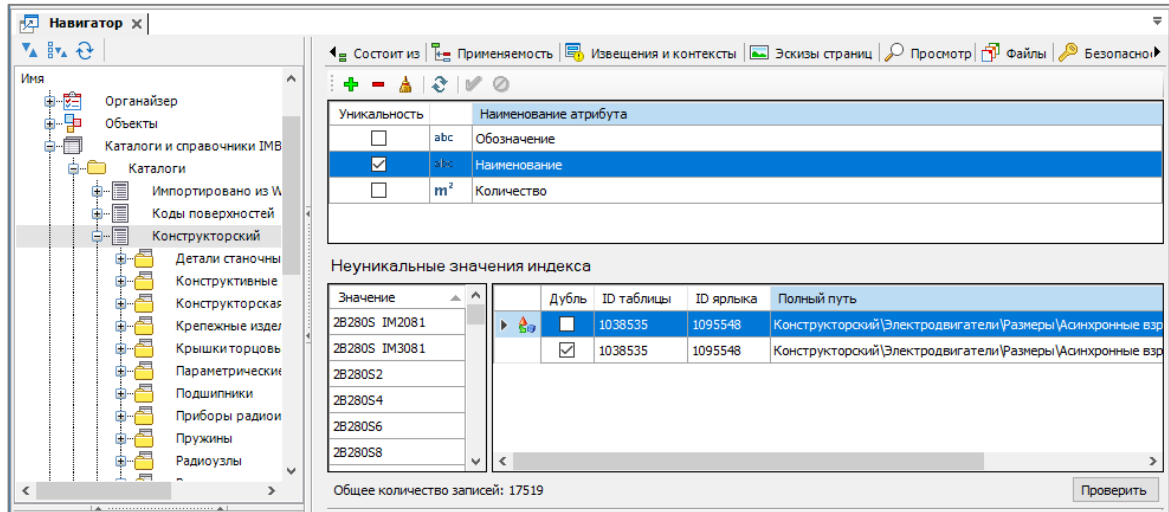 Навигатор
Состоит из Применяемость Извещения и контексты Эскизы страниц Просмотр Файлы Безопаснос
Имя
Органайзер
Объекты
Каталоги и справочники IMB
Каталоги
Импортировано из W
Коды поверхностей
Конструкторский
Детали станочны
Конструктивные
Конструкторская
Крепежные издел
Крышки торцовы
Параметрические
Подшипники
Приборы радиои
Пружины
Радиоузлы
Уникальность Наименование атрибута
abc Обозначение
abc Наименование
m² Количество
Неуникальные значения индекса
Значение
2B280S IM2081
2B280S IM3081
2B280S2
2B280S4
2B280S6
2B280S8
Дубль ID таблицы ID ярлыка Полный путь
1038535 1095548 Конструкторский\Электродвигатели\Размеры\Асинхронные взр
1038535 1095548 Конструкторский\Электродвигатели\Размеры\Асинхронные взр
Общее количество записей: 17519 Проверить